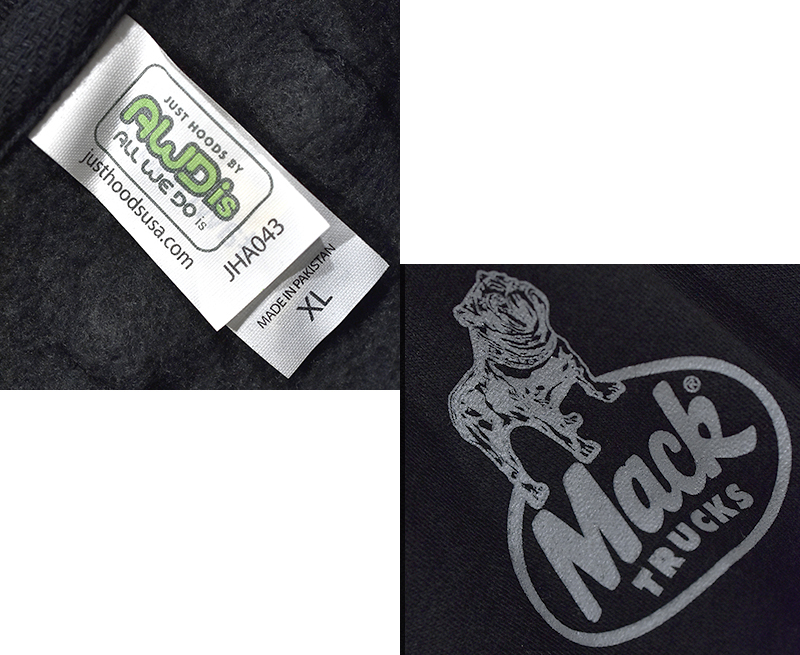 JUST HOODS BY
AWDis
ALL WE DO is
justhoodsusa.com
JHA043
MADE IN PAKISTAN
XL
Mack®
TRUCKS